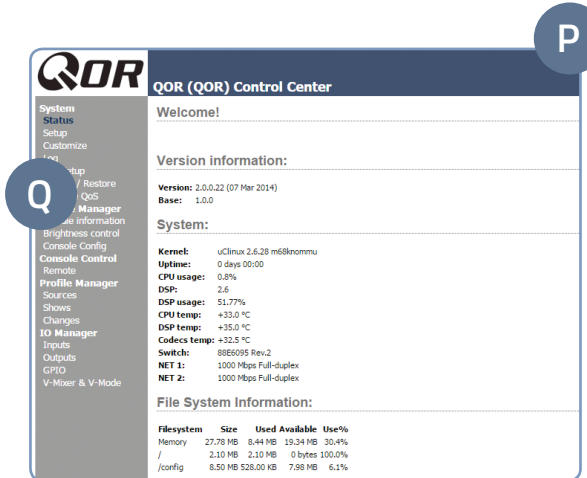 P
QOR
QOR (QOR) Control Center
System
Status
Setup
Customize
/ Restore
QoS
Manager
information
Brightness control
Console Config
Console Control
Remote
Profile Manager
Sources
Shows
Changes
IO Manager
Inputs
Outputs
GPIO
V-Mixer & V-Mode
Q
Welcome!
Version information:
Version: 2.0.0.22 (07 Mar 2014)
Base: 1.0.0
System:
Kernel: uClinux 2.6.28 m68knommu
Uptime: 0 days 00:00
CPU usage: 0.8%
DSP: 2.6
DSP usage: 51.77%
CPU temp: +33.0 °C
DSP temp: +35.0 °C
Codecs temp: +32.5 °C
Switch: 88E6095 Rev.2
NET 1: 1000 Mbps Full-duplex
NET 2: 1000 Mbps Full-duplex
File System Information:
Filesystem Size Used Available Use%
Memory 27.78 MB 8.44 MB 19.34 MB 30.4%
/ 2.10 MB 2.10 MB 0 bytes 100.0%
/config 8.50 MB 528.00 KB 7.98 MB 6.1%